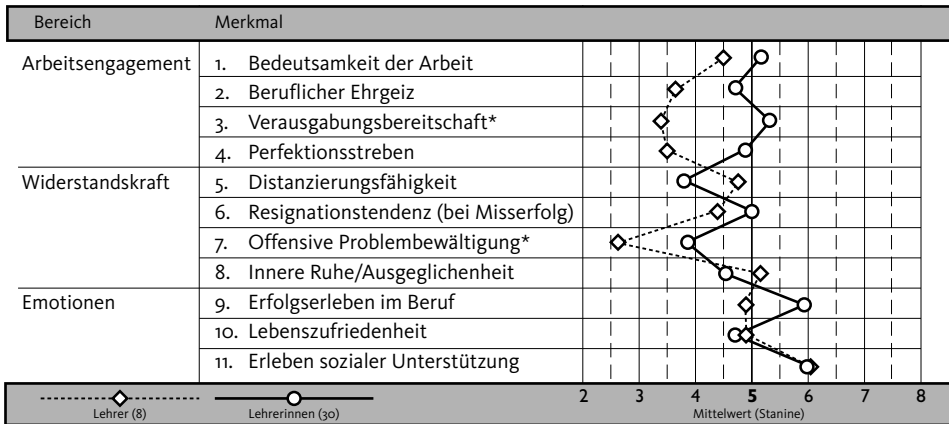 Bereich Merkmal
Arbeitsengagement 1. Bedeutsamkeit der Arbeit
2. Beruflicher Ehrgeiz
3. Verausgabungsbereitschaft*
4. Perfektionsstreben
Widerstandskraft 5. Distanzierungsfähigkeit
6. Resignationstendenz (bei Misserfolg)
7. Offensive Problembewältigung*
8. Innere Ruhe/Ausgeglichenheit
Emotionen 9. Erfolgserleben im Beruf
10. Lebenszufriedenheit
11. Erleben sozialer Unterstützung
2 3 4 5 6 7 8
Lehrer (8) Lehrerinnen (30) Mittelwert (Stanine)